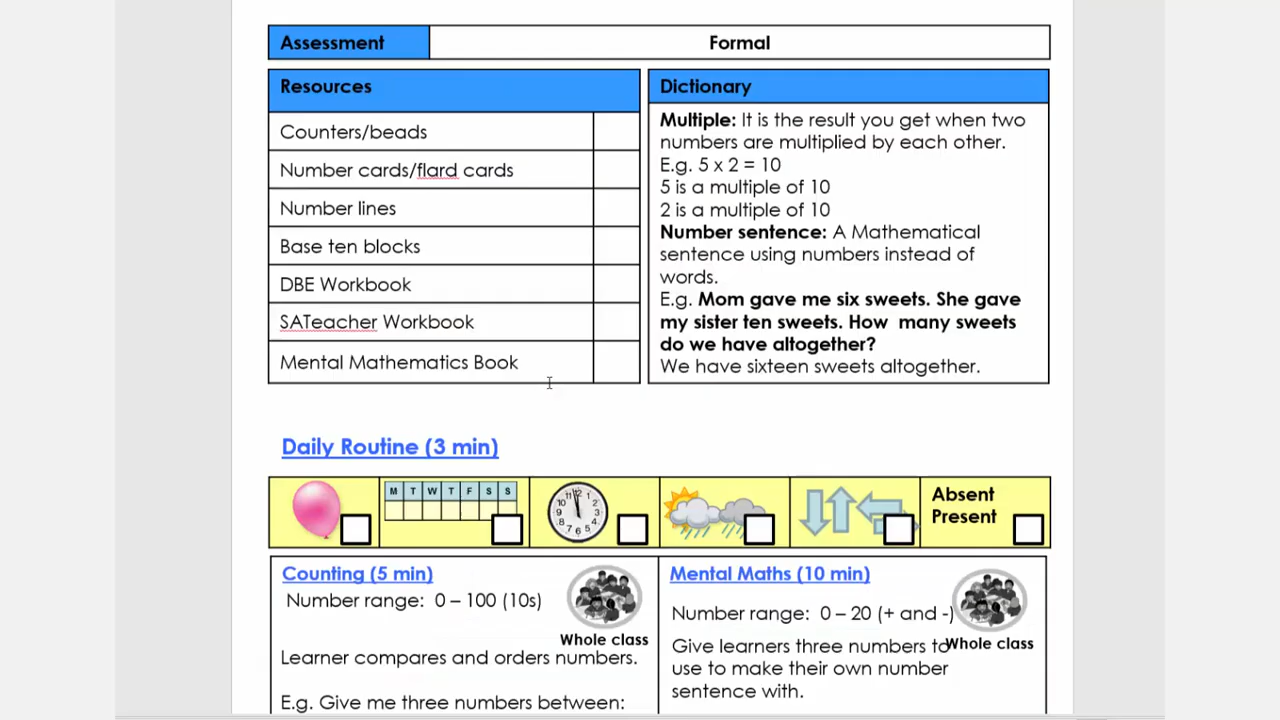 Assessment Formal
Resources
Counters/beads
Number cards/flard cards
Number lines
Base ten blocks
DBE Workbook
SATeacher Workbook
Mental Mathematics Book
Dictionary
Multiple: It is the result you get when two
numbers are multiplied by each other.
E.g. 5 x 2 = 10
5 is a multiple of 10
2 is a multiple of 10
Number sentence: A Mathematical
sentence using numbers instead of
words.
E.g. Mom gave me six sweets. She gave
my sister ten sweets. How many sweets
do we have altogether?
We have sixteen sweets altogether.
Daily Routine (3 min)
M T W T F S S
Absent
Present
Counting (5 min)
Number range: 0 – 100 (10s)
Whole class
Learner compares and orders numbers.
E.g. Give me three numbers between:
Mental Maths (10 min)
Number range: 0 – 20 (+ and -)
Whole class
Give learners three numbers to
use to make their own number
sentence with.